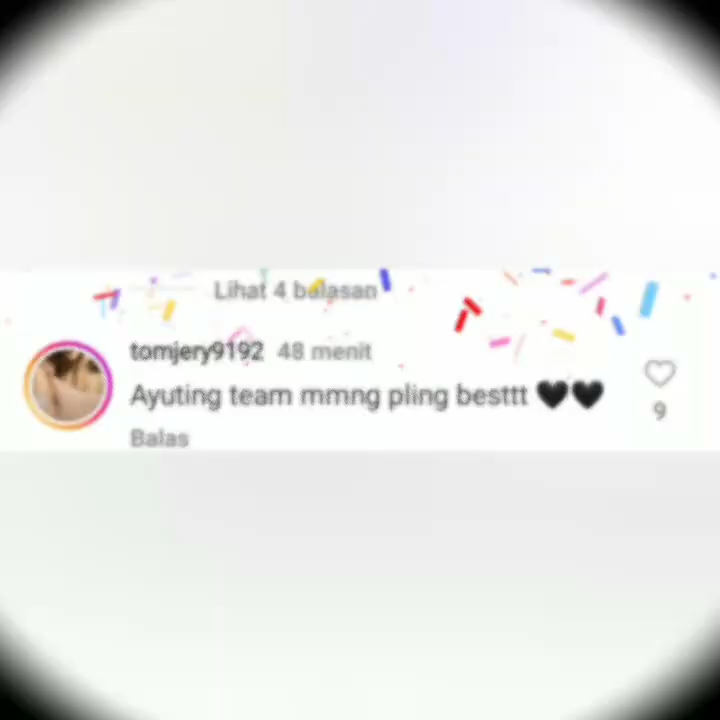 Lihat 4 balasan
tomjery9192 48 menit
Ayuting team mmng pling besttt 🖤🖤
9
Balas